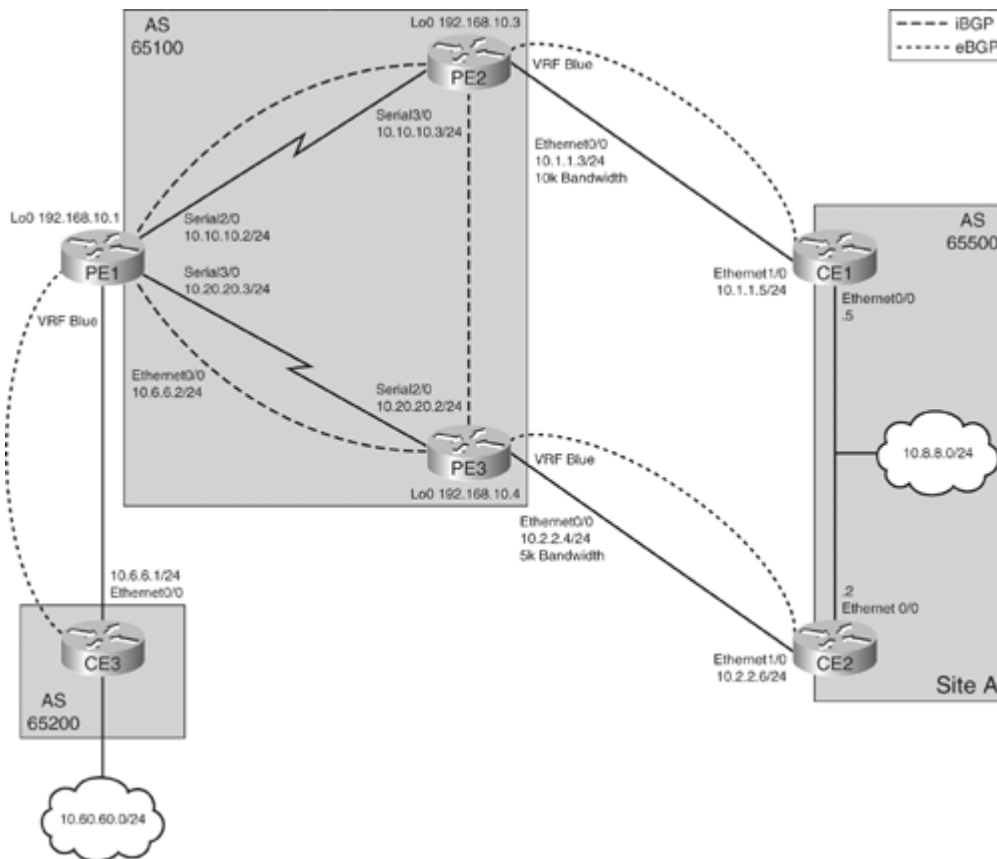 AS
65100
Lo0 192.168.10.3
iBGP
eBGP
PE2
VRF Blue
Serial3/0
10.10.10.3/24
Ethernet0/0
10.1.1.3/24
10k Bandwidth
Lo0 192.168.10.1
Serial2/0
10.10.10.2/24
PE1
Serial3/0
10.20.20.3/24
VRF Blue
AS
65500
CE1
Ethernet1/0
10.1.1.5/24
Ethernet0/0
.5
Ethernet0/0
10.6.6.2/24
Serial2/0
10.20.20.2/24
PE3
VRF Blue
Lo0 192.168.10.4
10.8.8.0/24
Ethernet0/0
10.2.2.4/24
5k Bandwidth
.2
Ethernet 0/0
Ethernet1/0
10.2.2.6/24
CE2
Site A
10.6.6.1/24
Ethernet0/0
CE3
AS
65200
10.60.60.0/24